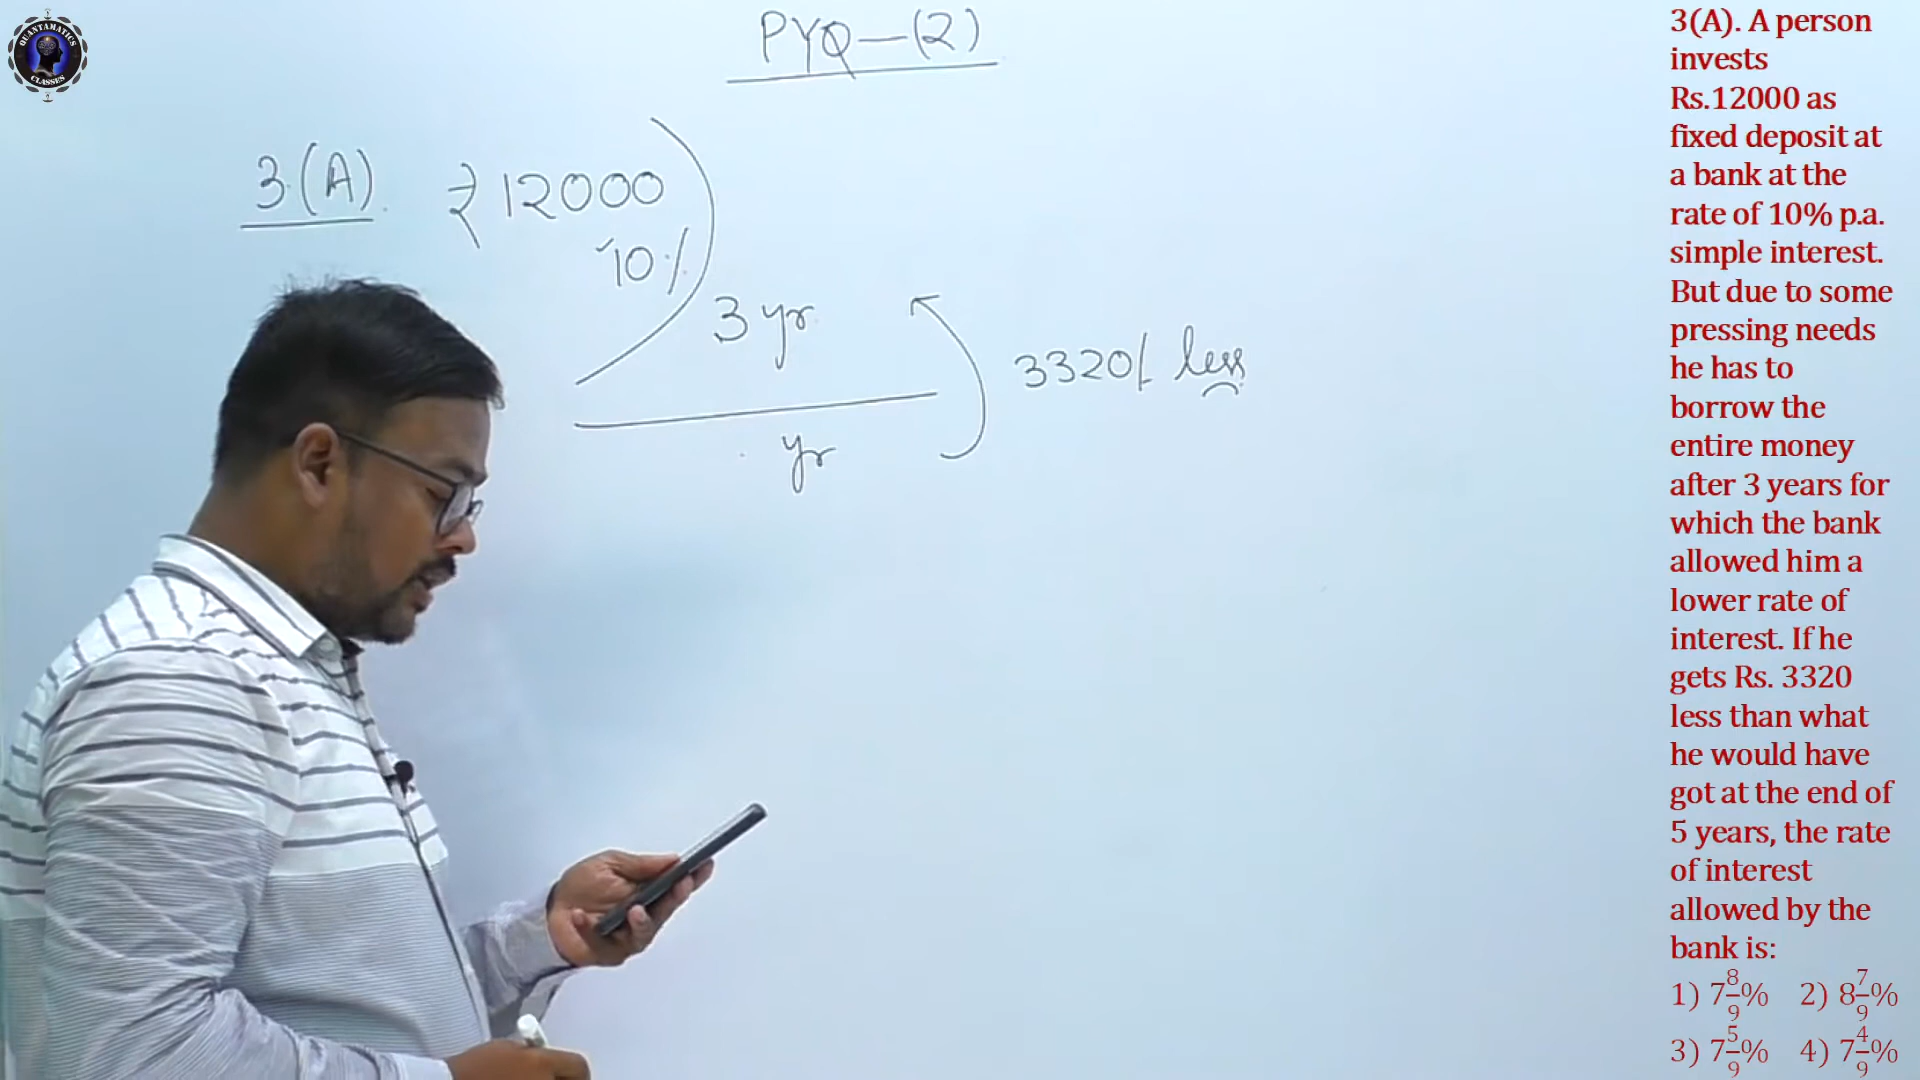 QUANTAMATICS
CLASSES
PYQ—(2)
3.(A). ₹12000
10%
3 yr
3320/- less
yr
3(A). A person
invests
Rs.12000 as
fixed deposit at
a bank at the
rate of 10% p.a.
simple interest.
But due to some
pressing needs
he has to
borrow the
entire money
after 3 years for
which the bank
allowed him a
lower rate of
interest. If he
gets Rs. 3320
less than what
he would have
got at the end of
5 years, the rate
of interest
allowed by the
bank is:
1) 7 8/9% 2) 8 7/9%
3) 7 5/9% 4) 7 4/9%